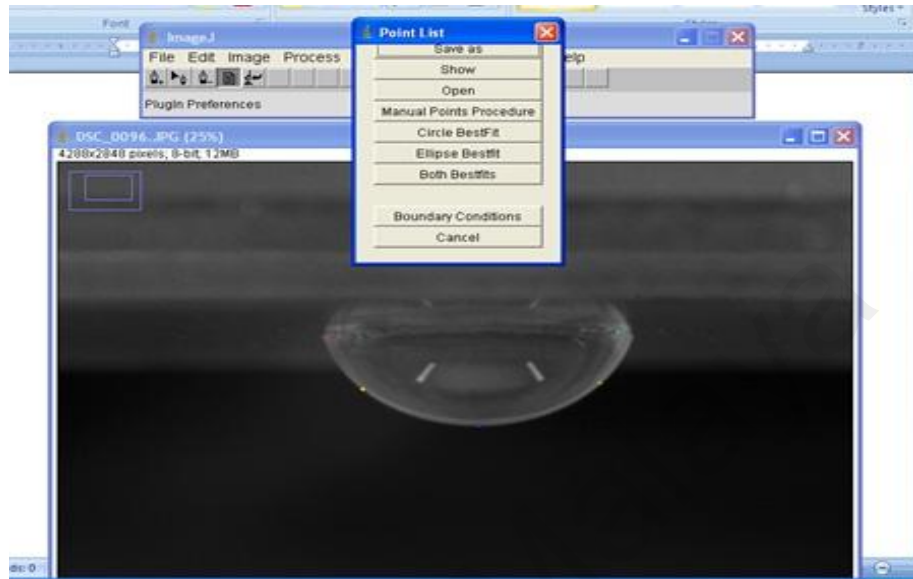 Styles
Font
ImageJ
File Edit Image Process
elp
Plugin Preferences
Point List
Save as
Show
Open
Manual Points Procedure
Circle BestFit
Ellipse Bestfit
Both Bestfits
Boundary Conditions
Cancel
DSC_0096.JPG (25%)
4288x2848 pixels; 8-bit; 12MB
ds: 0